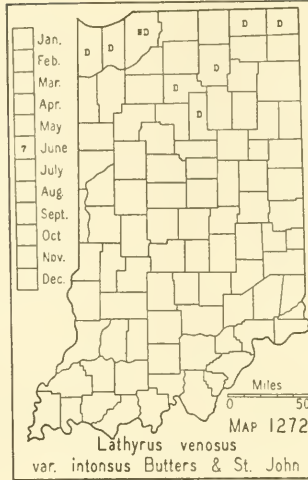 Jan.
Feb.
Mar.
Apr.
May
? June
July
Aug.
Sept.
Oct
Nov.
Dec.
D D D D
D
D D
D
Miles
0 50
MAP 1272
Lathyrus venosus
var. intonsus Butters & St. John